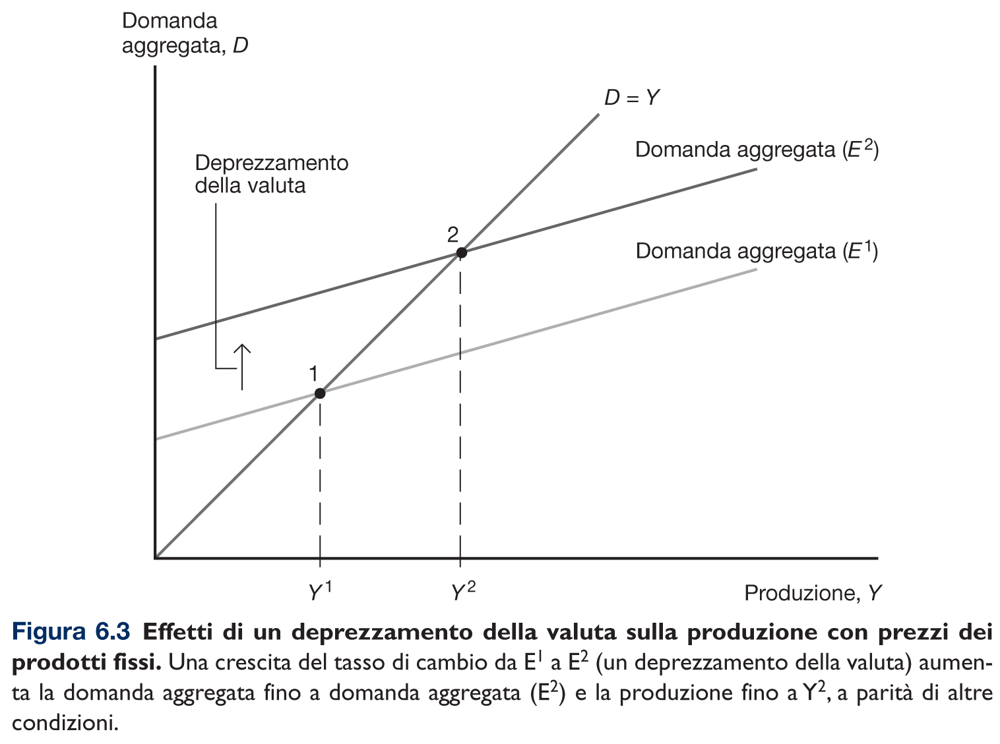 Domanda
aggregata, D
D = Y
Domanda aggregata (E²)
Deprezzamento
della valuta
2
Domanda aggregata (E¹)
1
Y¹
Y²
Produzione, Y
Figura 6.3 Effetti di un deprezzamento della valuta sulla produzione con prezzi dei
prodotti fissi. Una crescita del tasso di cambio da E¹ a E² (un deprezzamento della valuta) aumen-
ta la domanda aggregata fino a domanda aggregata (E²) e la produzione fino a Y², a parità di altre
condizioni.